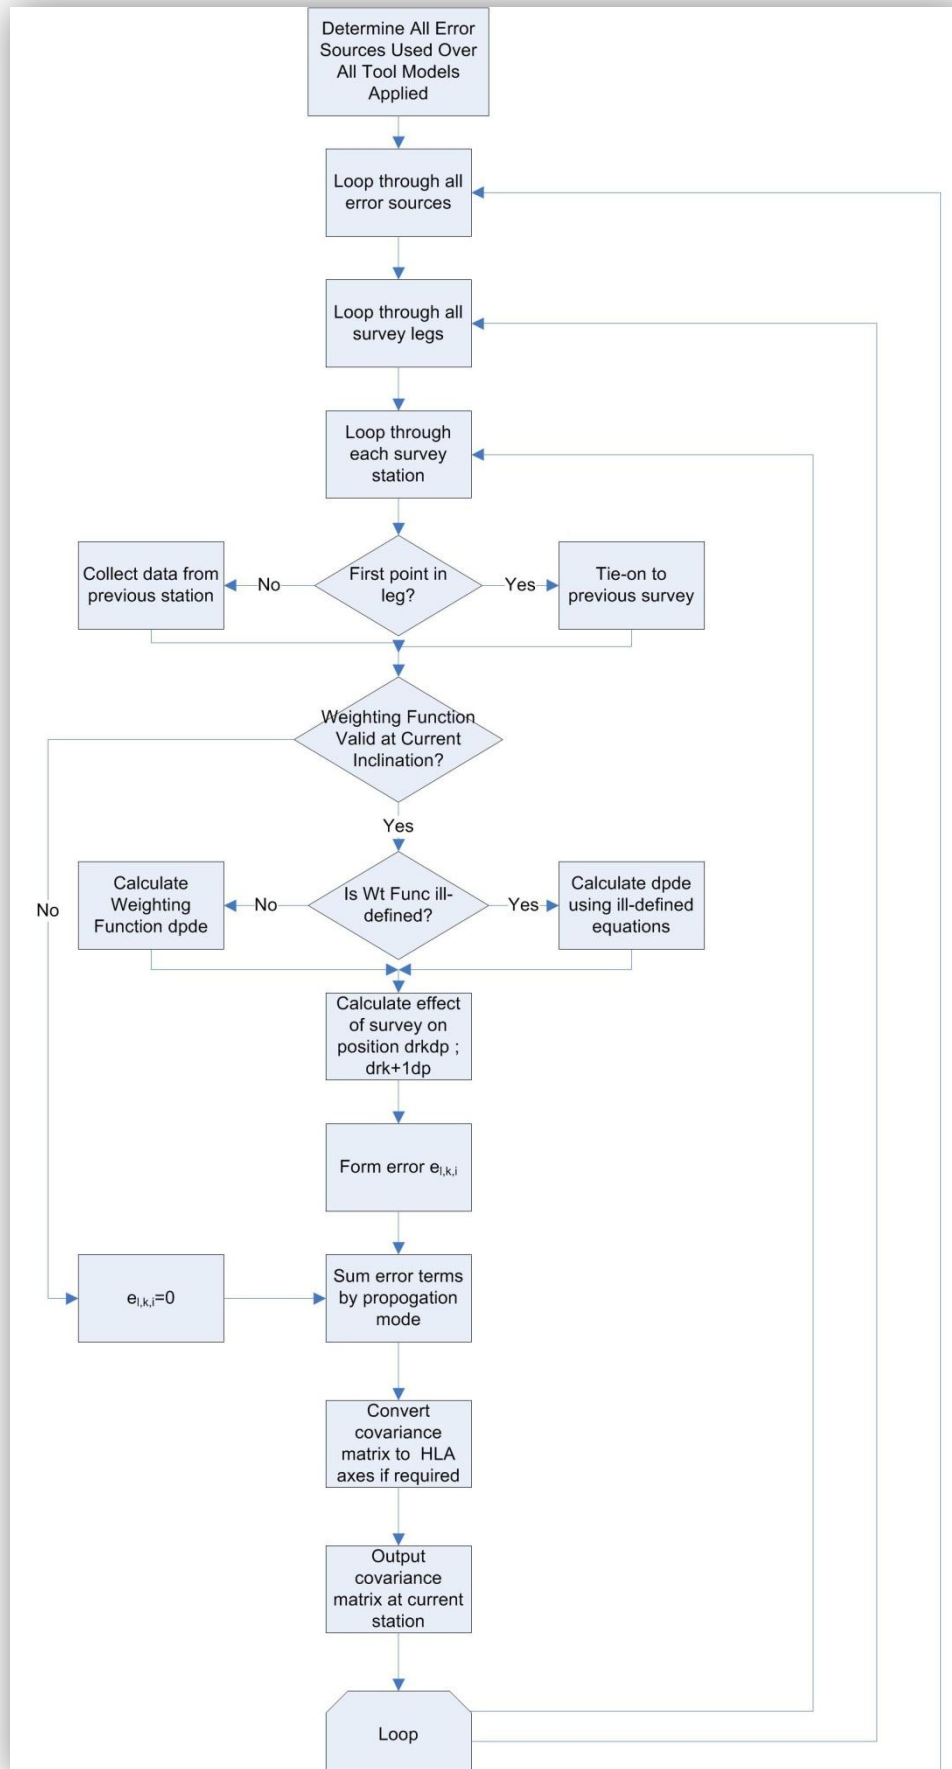 Determine All Error
Sources Used Over
All Tool Models
Applied
Loop through all
error sources
Loop through all
survey legs
Loop through
each survey
station
Collect data from
previous station
No
First point in
leg?
Yes
Tie-on to
previous survey
Weighting Function
Valid at Current
Inclination?
Yes
No
Calculate
Weighting
Function dpde
No
Is Wt Func ill-
defined?
Yes
Calculate dpde
using ill-defined
equations
Calculate effect
of survey on
position drkdp ;
drk+1dp
Form error el,k,i
el,k,i=0
Sum error terms
by propogation
mode
Convert
covariance
matrix to HLA
axes if required
Output
covariance
matrix at current
station
Loop